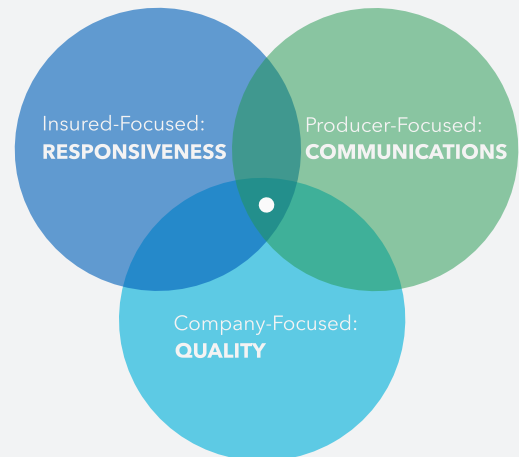 Insured-Focused:
RESPONSIVENESS
Producer-Focused:
COMMUNICATIONS
Company-Focused:
QUALITY